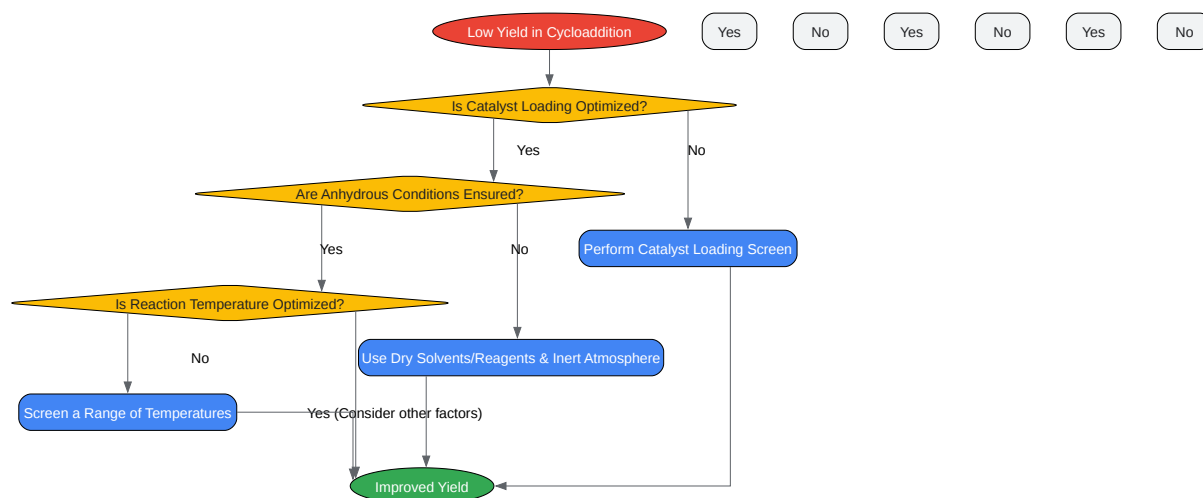 Low Yield in Cycloaddition
Yes
No
Yes
No
Yes
No
Is Catalyst Loading Optimized?
Yes
No
Are Anhydrous Conditions Ensured?
Yes
No
Perform Catalyst Loading Screen
Is Reaction Temperature Optimized?
No
Use Dry Solvents/Reagents & Inert Atmosphere
Screen a Range of Temperatures
Yes (Consider other factors)
Improved Yield